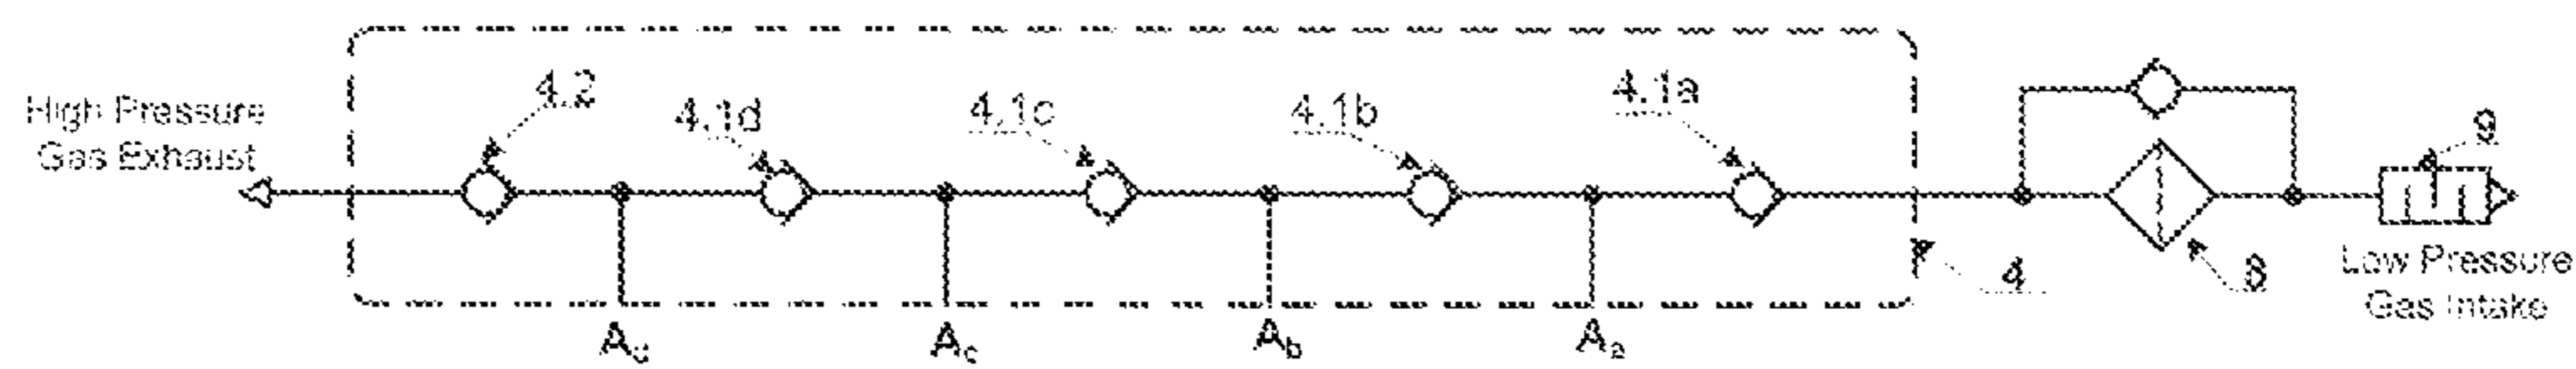 High Pressure
Gas Exhaust
4.2
4.1d
4.1c
4.1b
4.1a
9
4
8
Low Pressure
Gas Intake
Ad
Ac
Ab
Aa